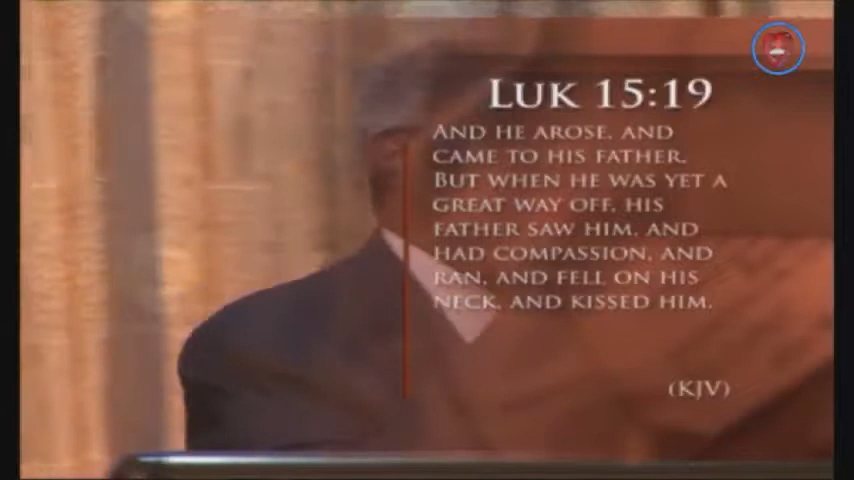 LUK 15:19
AND HE AROSE, AND
CAME TO HIS FATHER.
BUT WHEN HE WAS YET A
GREAT WAY OFF, HIS
FATHER SAW HIM, AND
HAD COMPASSION, AND
RAN, AND FELL ON HIS
NECK, AND KISSED HIM.
(KJV)